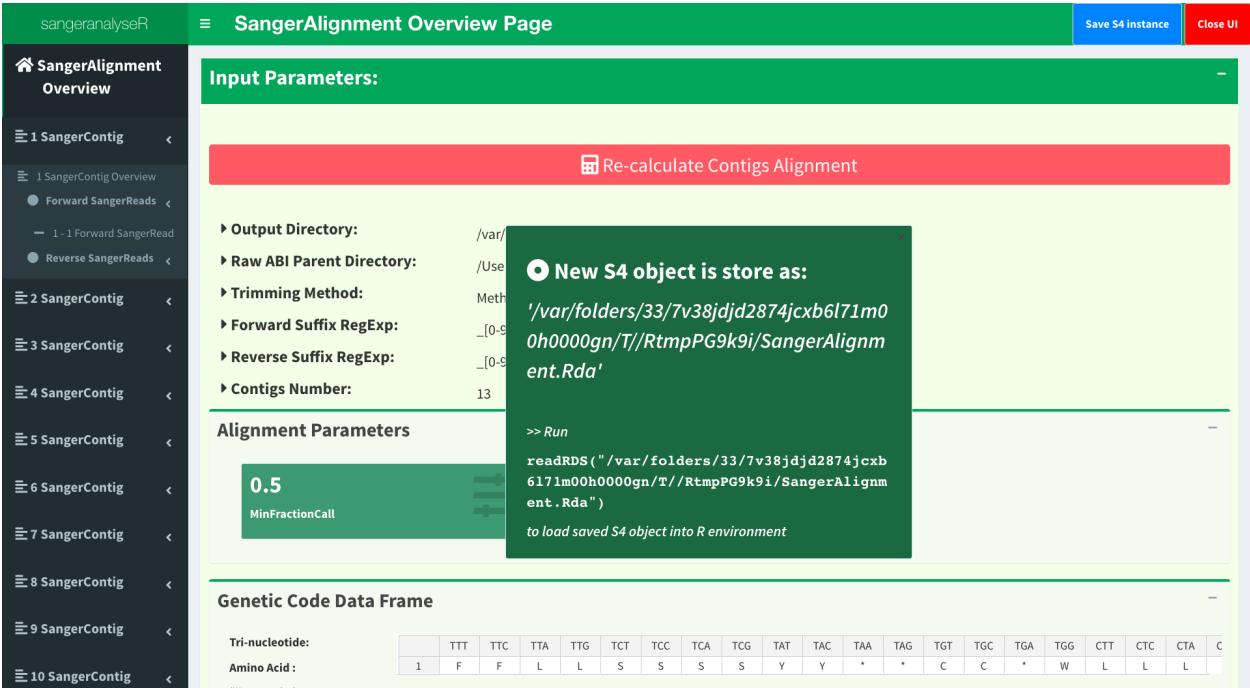 sangeranalyseR
SangerAlignment Overview Page
Save S4 instance
Close UI
SangerAlignment
Overview
1 SangerContig
1 SangerContig Overview
Forward SangerReads
1 - 1 Forward SangerRead
Reverse SangerReads
2 SangerContig
3 SangerContig
4 SangerContig
5 SangerContig
6 SangerContig
7 SangerContig
8 SangerContig
9 SangerContig
10 SangerContig
Input Parameters:
Re-calculate Contigs Alignment
Output Directory: /var/
Raw ABI Parent Directory: /Use
Trimming Method: Meth
Forward Suffix RegExp: _[0-9
Reverse Suffix RegExp: _[0-9
Contigs Number: 13
New S4 object is store as:
'/var/folders/33/7v38jdjd2874jcxb6l71m0
0h0000gn/T//RtmpPG9k9i/SangerAlignm
ent.Rda'
>> Run
readRDS("/var/folders/33/7v38jdjd2874jcxb
6l71m00h0000gn/T//RtmpPG9k9i/SangerAlignm
ent.Rda")
to load saved S4 object into R environment
Alignment Parameters
0.5
MinFractionCall
Genetic Code Data Frame
Tri-nucleotide: TTT TTC TTA TTG TCT TCC TCA TCG TAT TAC TAA TAG TGT TGC TGA TGG CTT CTC CTA C
Amino Acid : 1 F F L L S S S S Y Y * * C C * W L L L